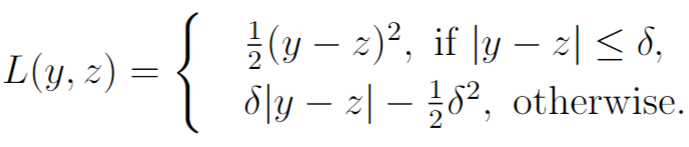 L(y, z) = { ½(y − z)², if |y − z| ≤ δ,
δ|y − z| − ½δ², otherwise.